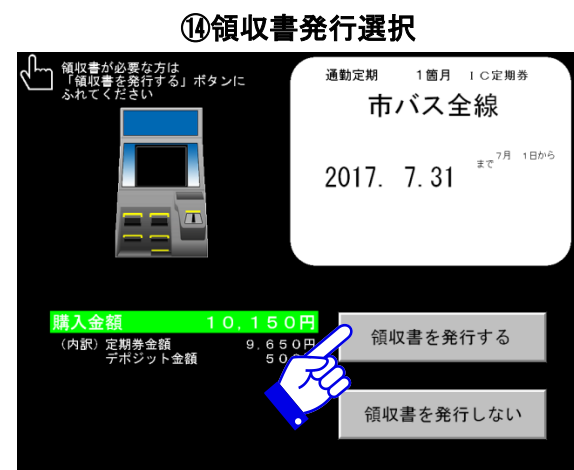 ⑭領収書発行選択
領収書が必要な方は
「領収書を発行する」ボタンに
ふれてください
通勤定期 1箇月 IC定期券
市バス全線
7月 1日から
2017. 7.31 まで
購入金額 10,150円
(内訳) 定期券金額 9,650円
デポジット金額 50
領収書を発行する
領収書を発行しない